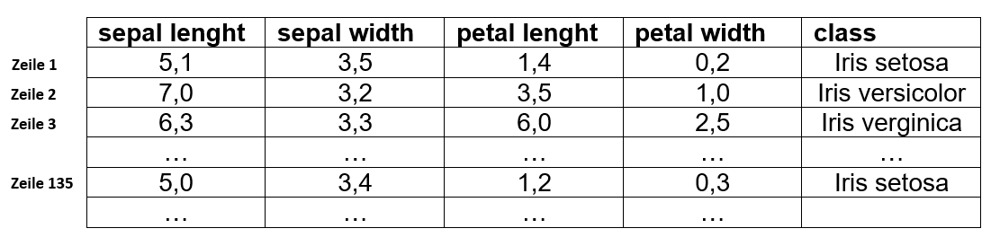 sepal lenght sepal width petal lenght petal width class
Zeile 1 5,1 3,5 1,4 0,2 Iris setosa
Zeile 2 7,0 3,2 3,5 1,0 Iris versicolor
Zeile 3 6,3 3,3 6,0 2,5 Iris verginica
... ... ... ... ...
Zeile 135 5,0 3,4 1,2 0,3 Iris setosa
... ... ... ...